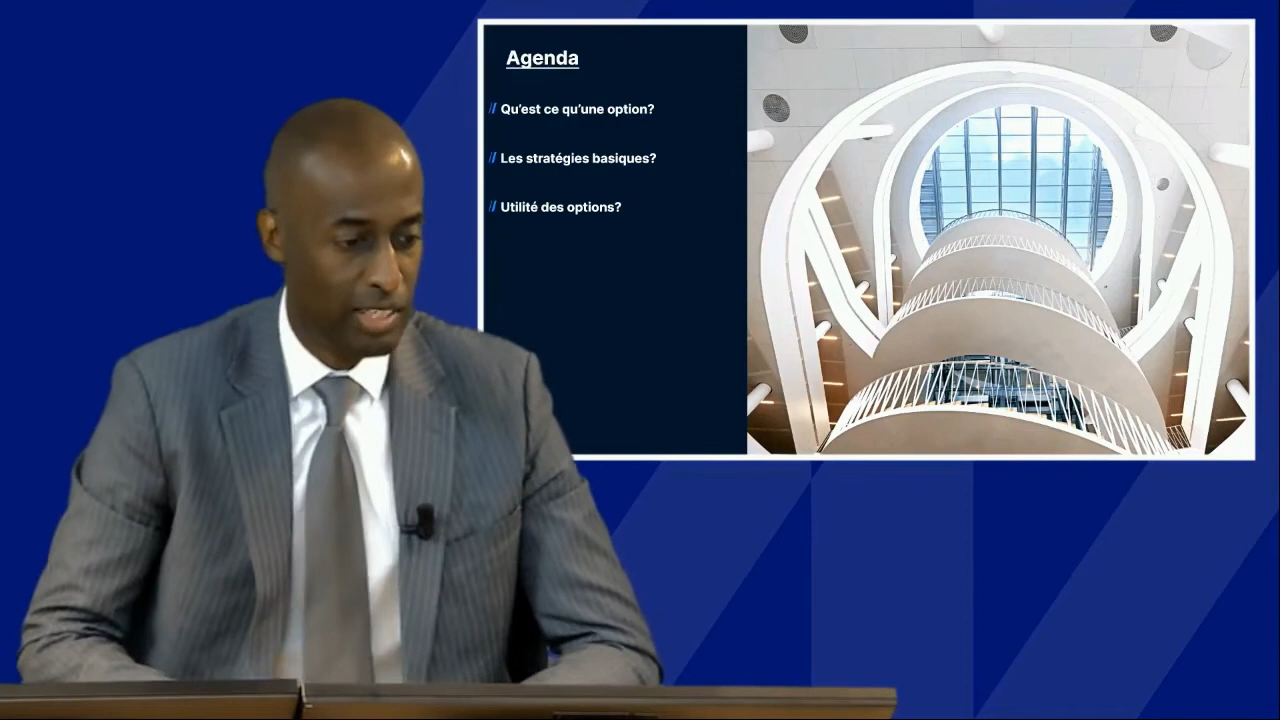 Agenda
// Qu'est ce qu'une option?
// Les stratégies basiques?
// Utilité des options?